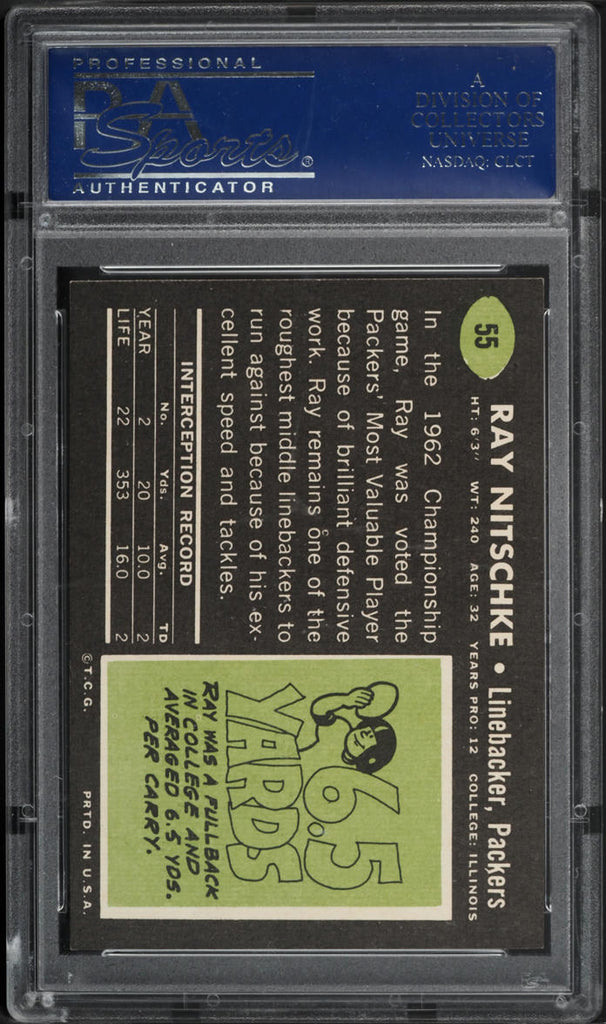 PROFESSIONAL
PSA
Sports®
AUTHENTICATOR
A
DIVISION OF
COLLECTORS
UNIVERSE
NASDAQ: CLCT
55
RAY NITSCHKE • Linebacker, Packers
HT: 6'3" WT: 240 AGE: 32 YEARS PRO: 12 COLLEGE: ILLINOIS
In the 1962 Championship
game, Ray was voted the
Packers' Most Valuable Player
because of brilliant defensive
work. Ray remains one of the
roughest middle linebackers to
run against because of his ex-
cellent speed and tackles.
INTERCEPTION RECORD
No. Yds. Avg. TD
YEAR 2 20 10.0 2
LIFE 22 353 16.0 2
6.5
YARDS
RAY WAS A FULLBACK
IN COLLEGE AND
AVERAGED 6.5 YDS.
PER CARRY.
©T.C.G. PRTD. IN U.S.A.